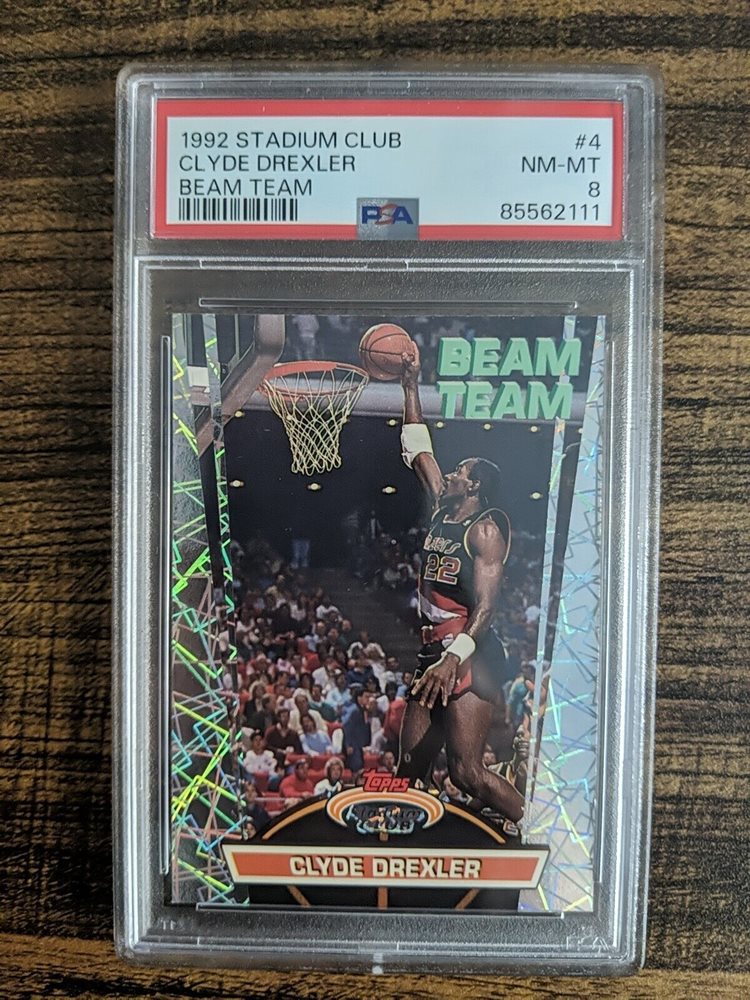 1992 STADIUM CLUB #4
CLYDE DREXLER NM-MT
BEAM TEAM 8
PSA 85562111
BEAM
TEAM
22
Topps
CLYDE DREXLER
PSA